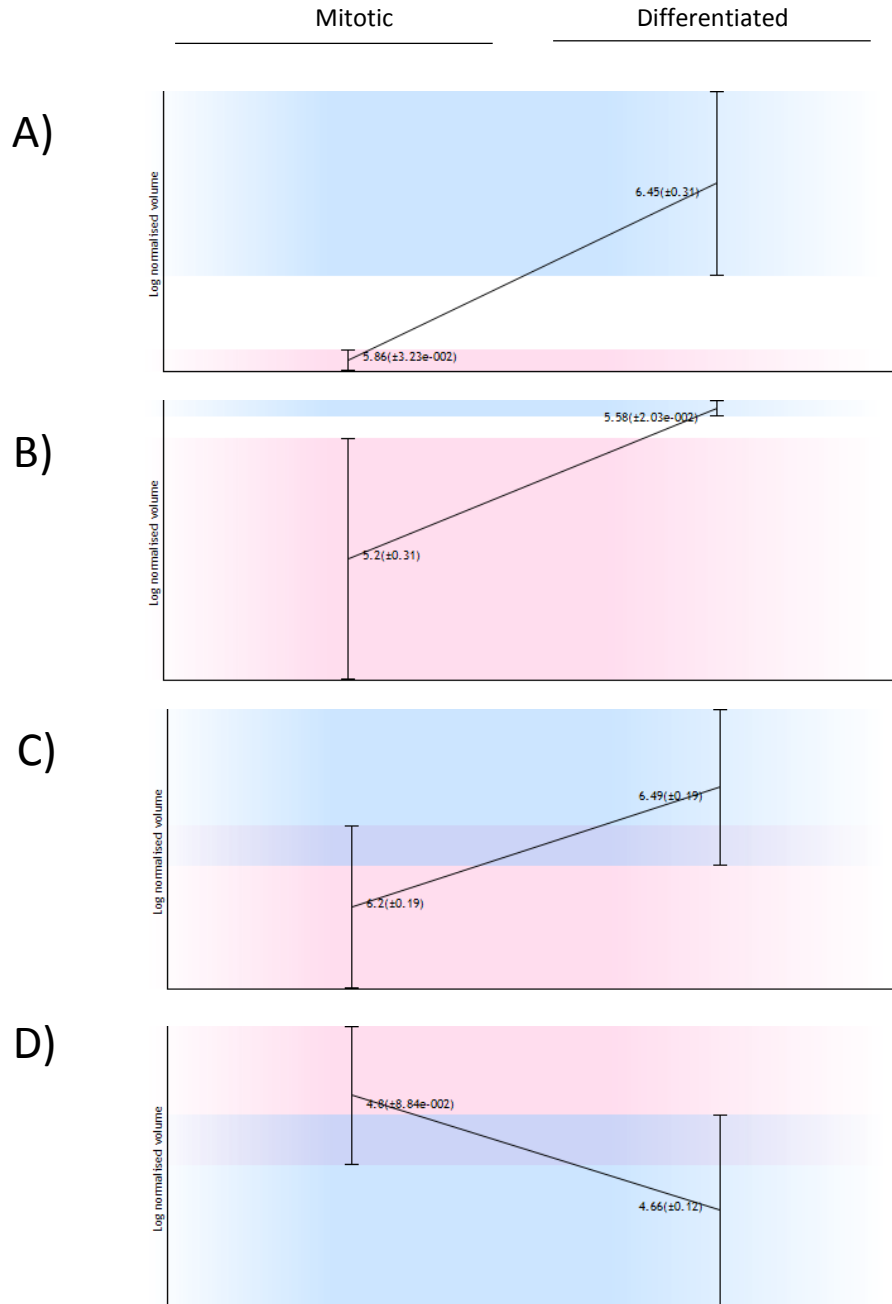 Mitotic
Differentiated
A)
Log normalised volume
6.45(±0.31)
5.86(±3.23e-002)
B)
Log normalised volume
5.58(±2.03e-002)
5.2(±0.31)
C)
Log normalised volume
6.49(±0.19)
6.2(±0.19)
D)
Log normalised volume
4.8(±8.84e-002)
4.66(±0.12)